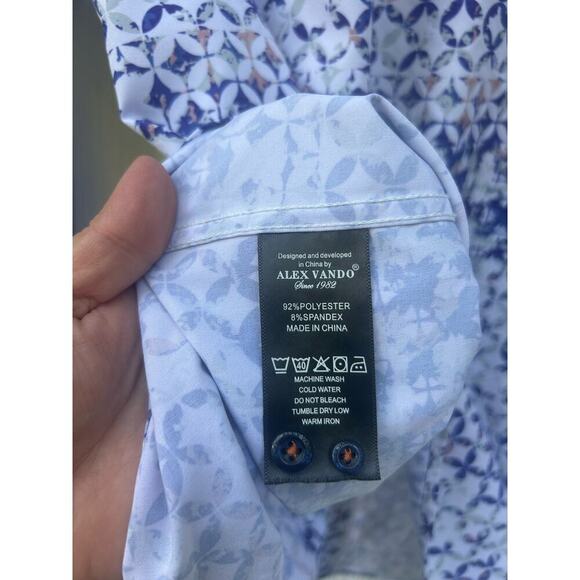 Designed and developed
in China by
ALEX VANDO®
Since 1982
92%POLYESTER
8%SPANDEX
MADE IN CHINA
40
MACHINE WASH
COLD WATER
DO NOT BLEACH
TUMBLE DRY LOW
WARM IRON